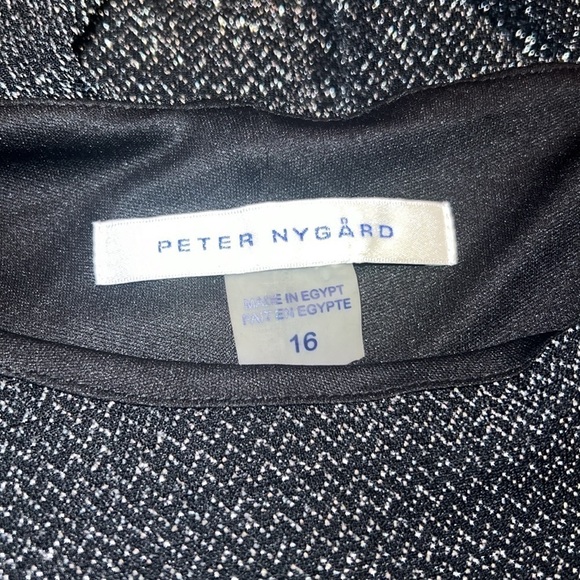 PETER NYGÅRD
MADE IN EGYPT
FAIT EN EGYPTE
16